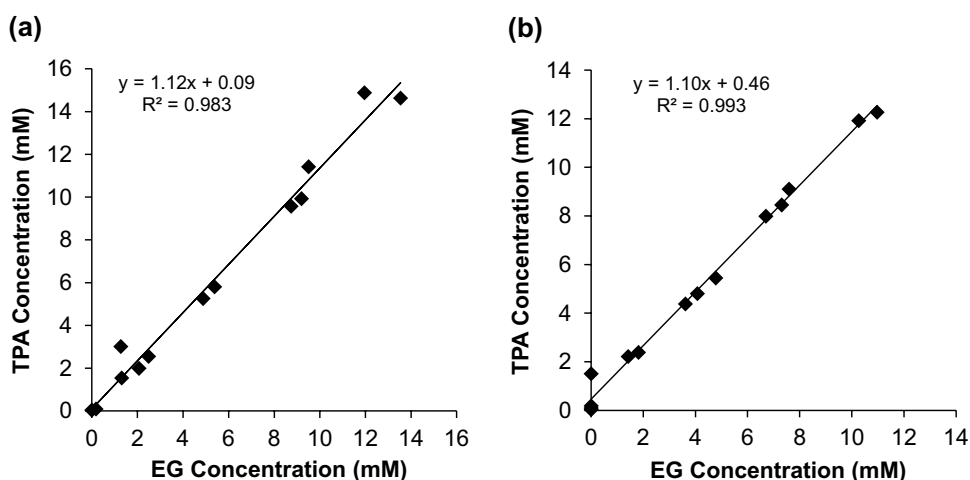 (a)
y = 1.12x + 0.09
R² = 0.983
TPA Concentration (mM)
16
14
12
10
8
6
4
2
0
0 2 4 6 8 10 12 14 16
EG Concentration (mM)
(b)
y = 1.10x + 0.46
R² = 0.993
TPA Concentration (mM)
14
12
10
8
6
4
2
0
0 2 4 6 8 10 12 14
EG Concentration (mM)